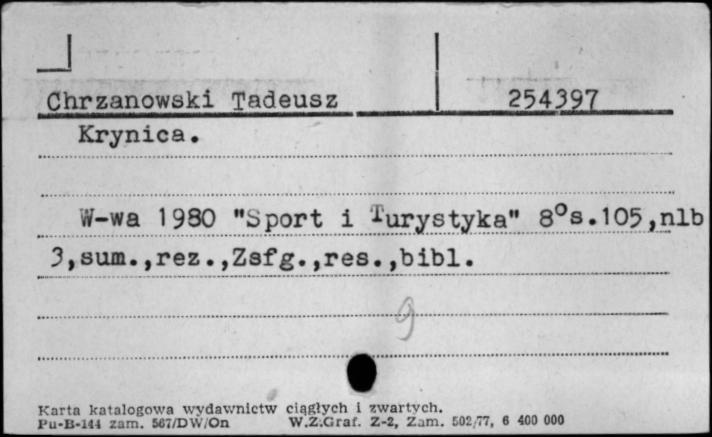 Chrzanowski Tadeusz 254397
Krynica.
W-wa 1980 "Sport i Turystyka" 8°s.105,nlb
3,sum.,rez.,Zsfg.,res.,bibl.
9
Karta katalogowa wydawnictw ciągłych i zwartych.
Pu-B-144 zam. 567/DW/On W.Z.Graf. Z-2, Zam. 502/77, 6 400 000